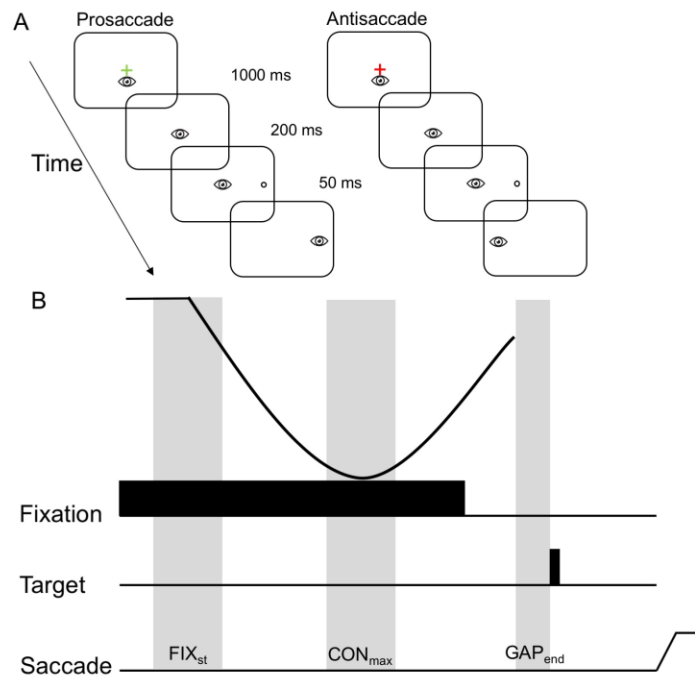 A
Prosaccade
Antisaccade
1000 ms
200 ms
Time
50 ms
B
Fixation
Target
Saccade
FIXst
CONmax
GAPend